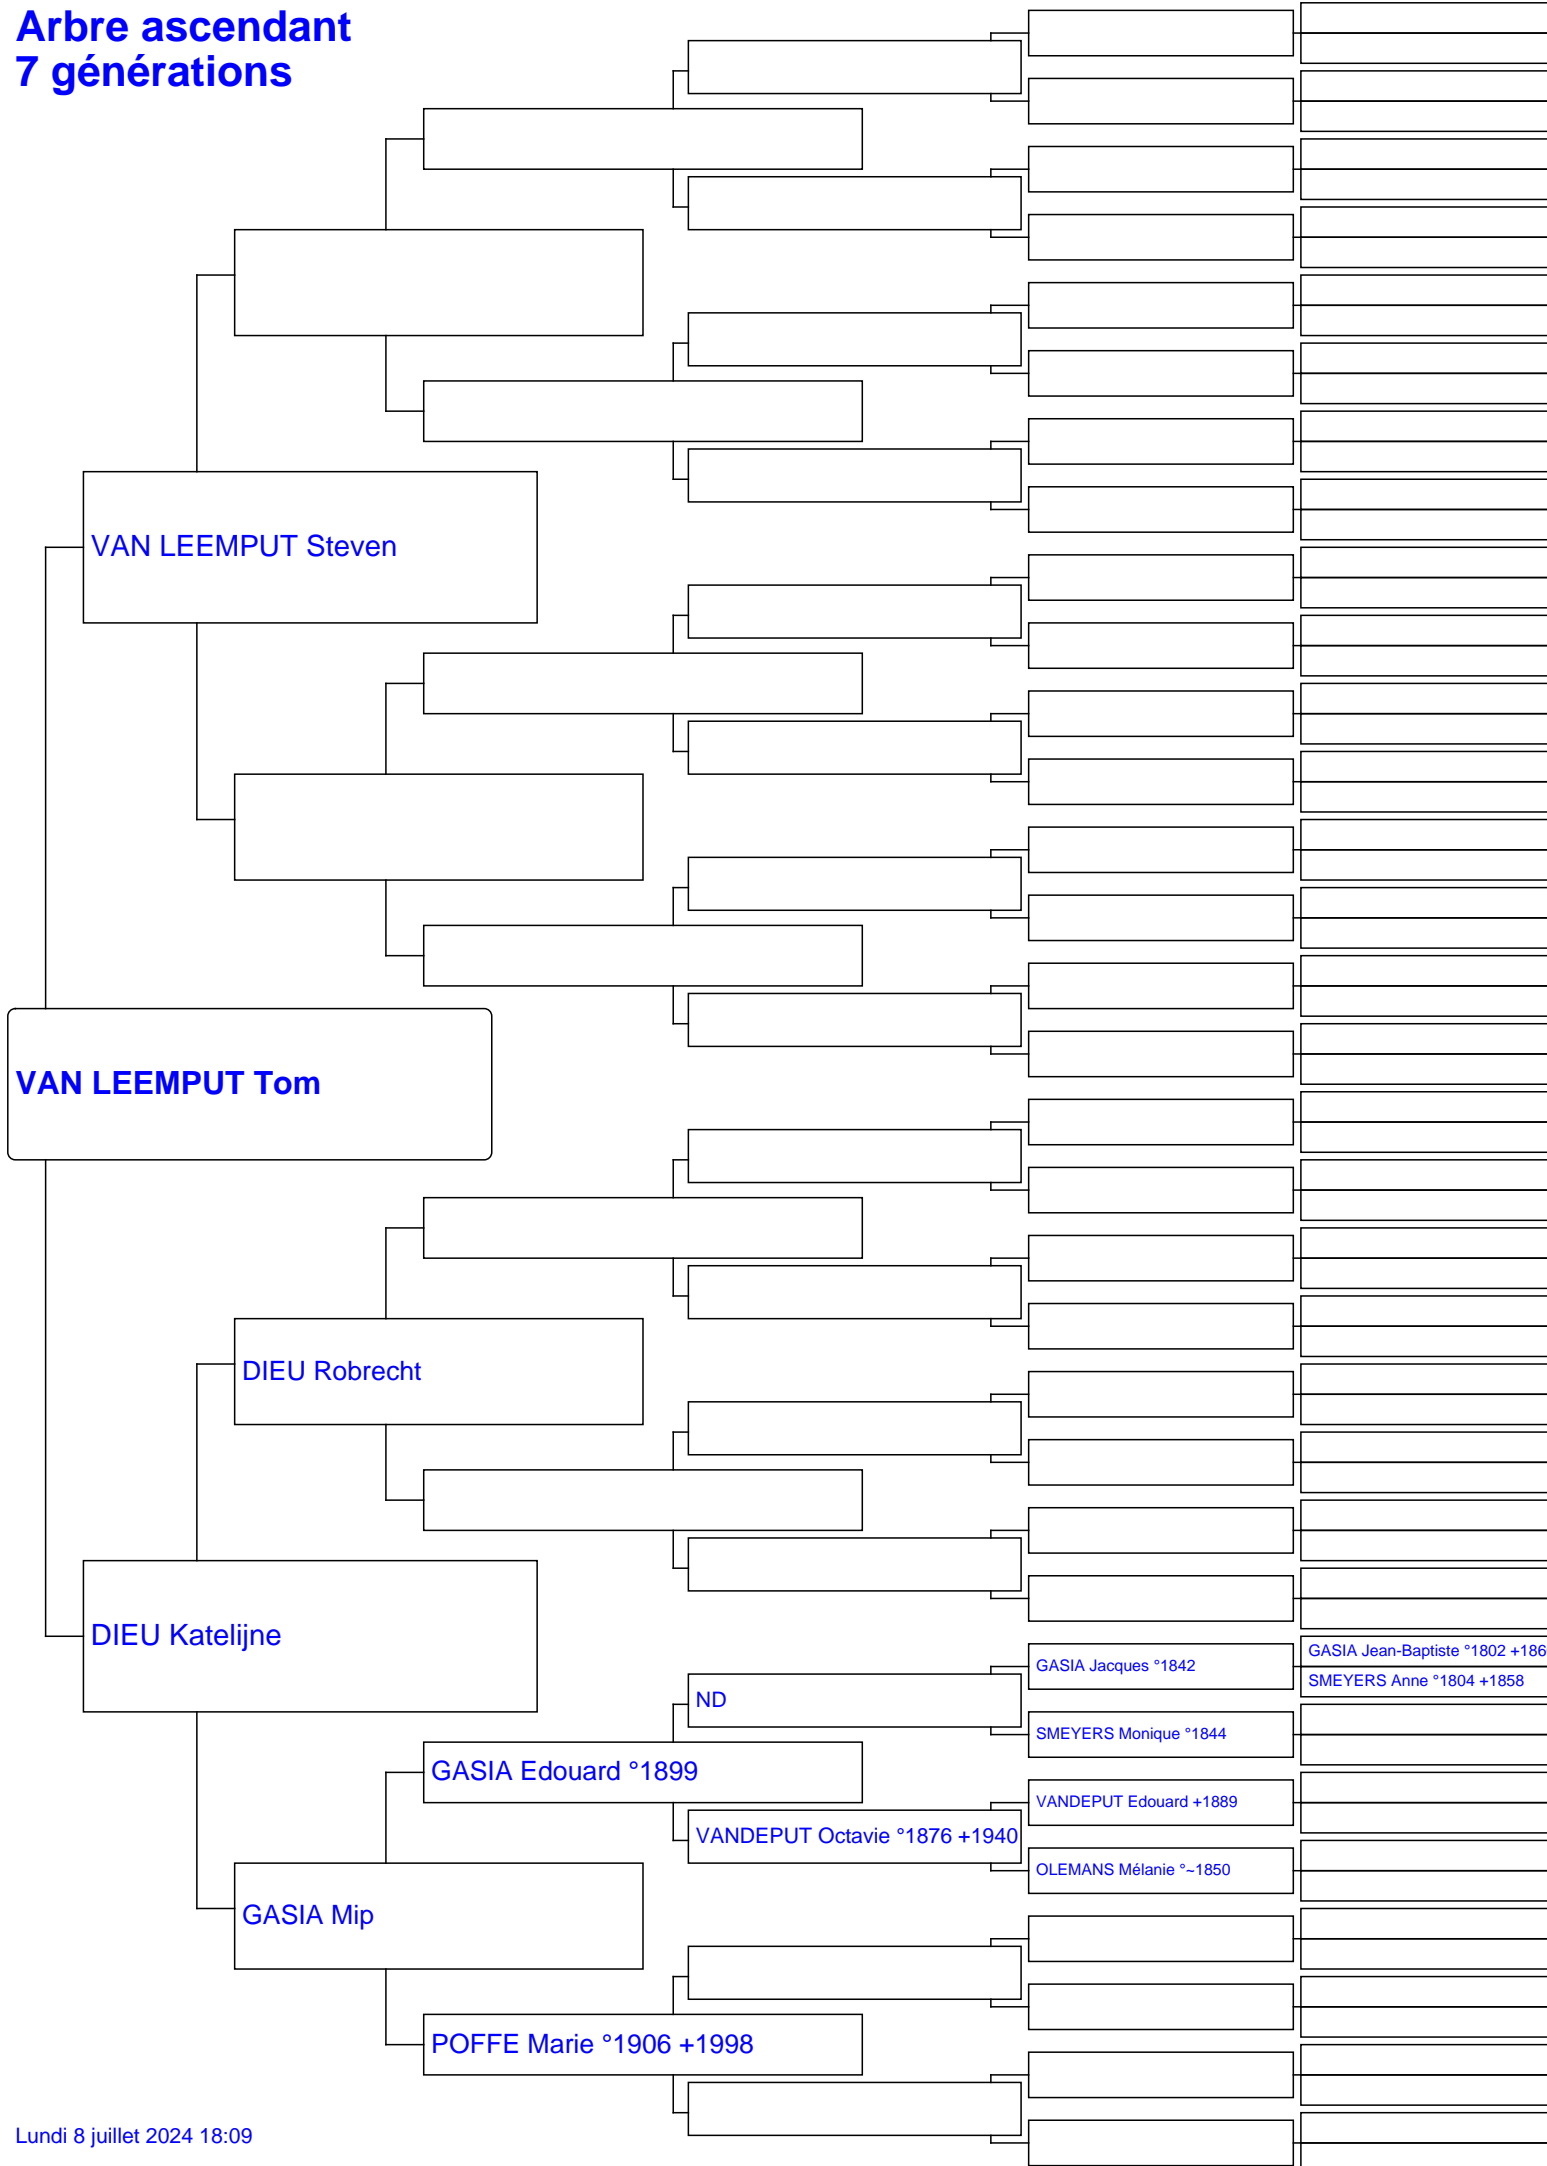 Arbre ascendant
7 générations
VAN LEEMPUT Steven
VAN LEEMPUT Tom
DIEU Robrecht
DIEU Katelijne
GASIA Jean-Baptiste °1802 +186
GASIA Jacques °1842
SMEYERS Anne °1804 +1858
ND
SMEYERS Monique °1844
GASIA Edouard °1899
VANDEPUT Edouard +1889
VANDEPUT Octavie °1876 +1940
OLEMANS Mélanie °~1850
GASIA Mip
POFFE Marie °1906 +1998
Lundi 8 juillet 2024 18:09